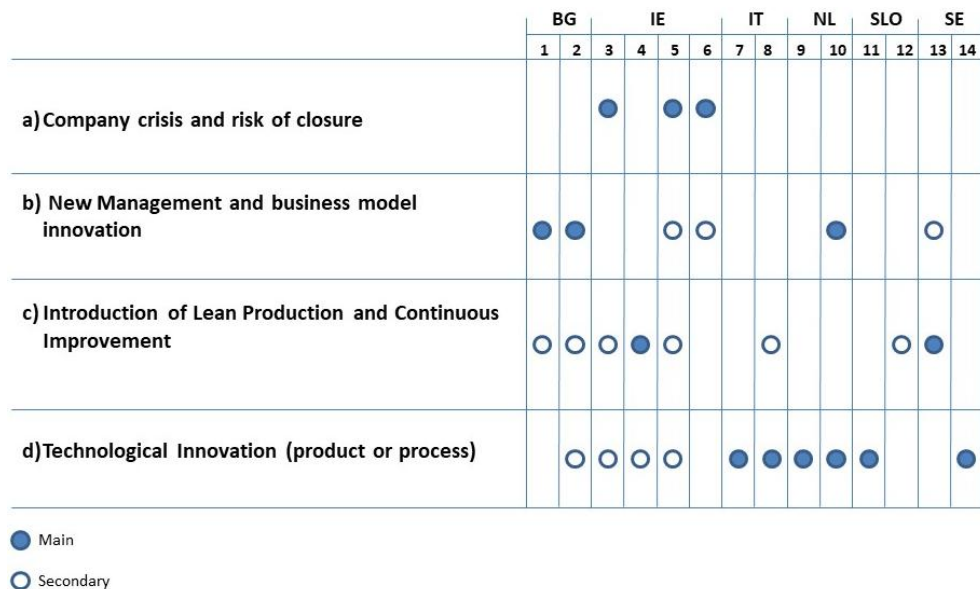 BG IE IT NL SLO SE
1 2 3 4 5 6 7 8 9 10 11 12 13 14
a) Company crisis and risk of closure
b) New Management and business model
innovation
c) Introduction of Lean Production and Continuous
Improvement
d) Technological Innovation (product or process)
Main
Secondary